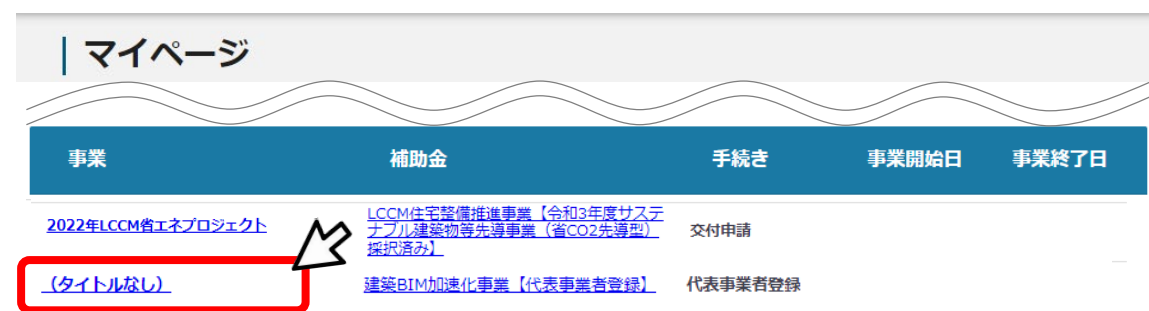 マイページ
事業 補助金 手続き 事業開始日 事業終了日
2022年LCCM省エネプロジェクト
LCCM住宅整備推進事業【令和3年度サステ
ナブル建築物等先導事業（省CO2先導型）
採択済み】
交付申請
（タイトルなし） 建築BIM加速化事業【代表事業者登録】 代表事業者登録